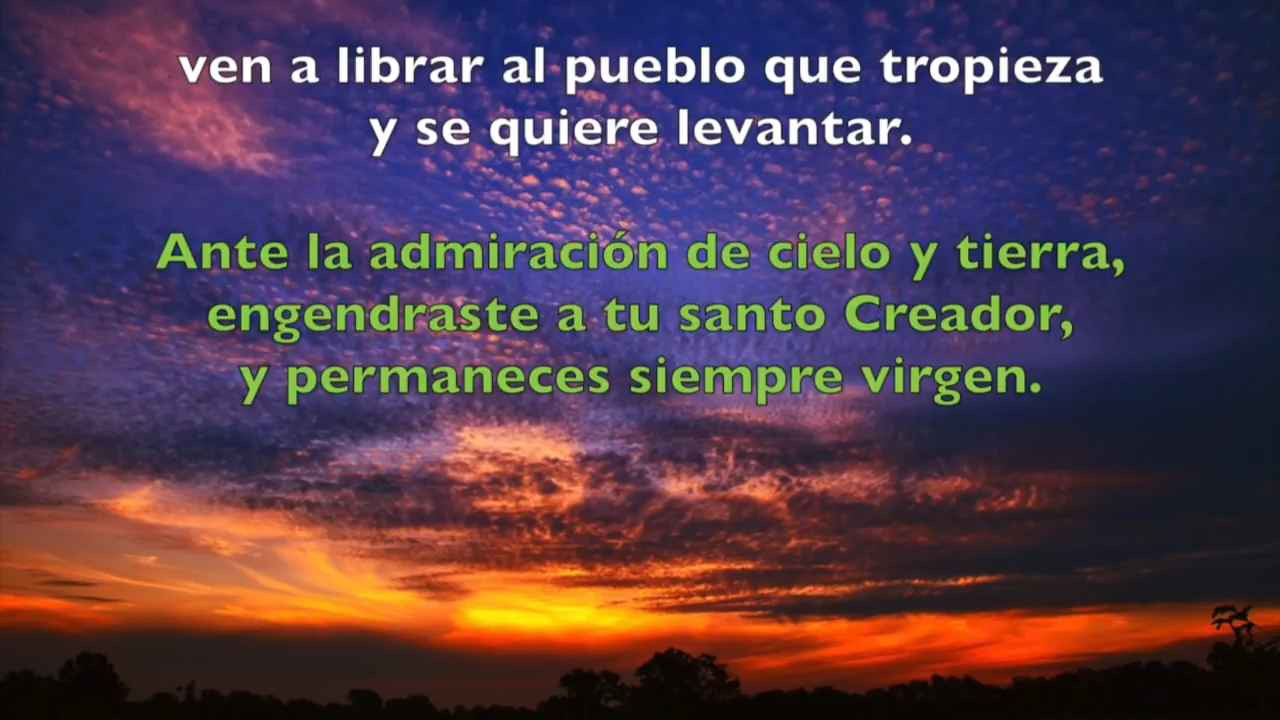 ven a librar al pueblo que tropieza
y se quiere levantar.
Ante la admiración de cielo y tierra,
engendraste a tu santo Creador,
y permaneces siempre virgen.